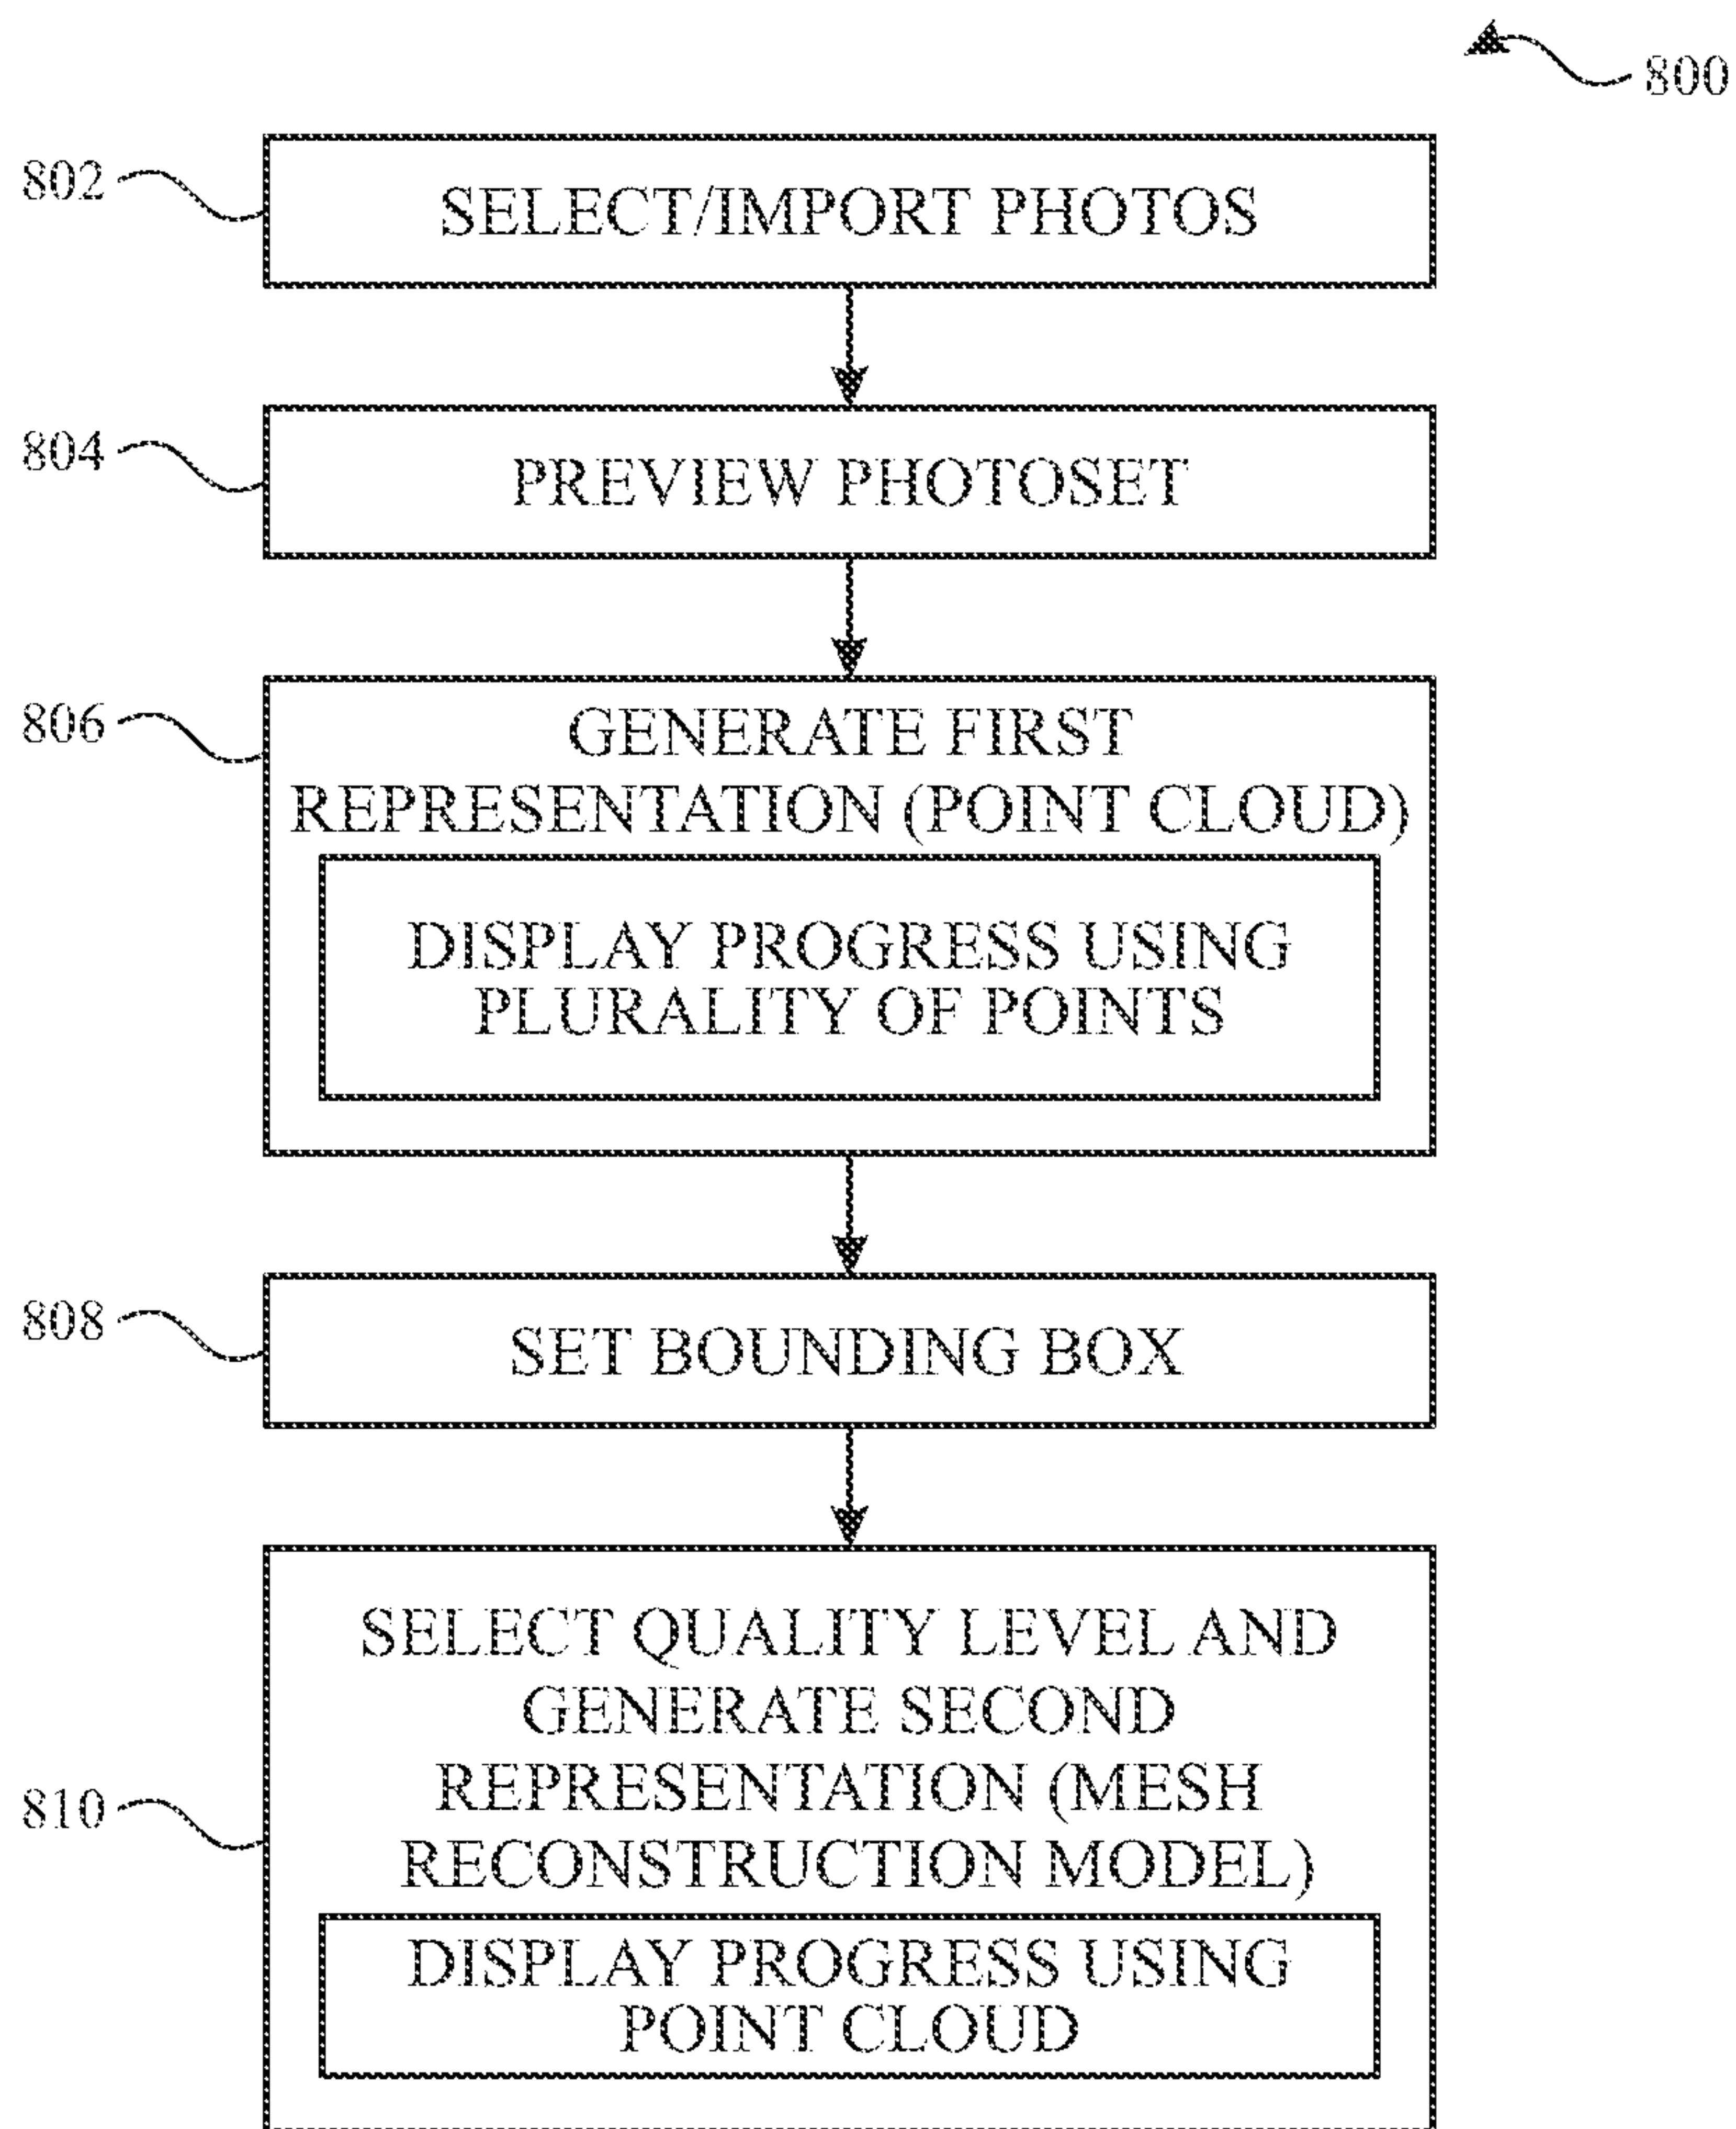 800
802
SELECT/IMPORT PHOTOS
804
PREVIEW PHOTOSET
806
GENERATE FIRST
REPRESENTATION (POINT CLOUD)
DISPLAY PROGRESS USING
PLURALITY OF POINTS
808
SET BOUNDING BOX
810
SELECT QUALITY LEVEL AND
GENERATE SECOND
REPRESENTATION (MESH
RECONSTRUCTION MODEL)
DISPLAY PROGRESS USING
POINT CLOUD